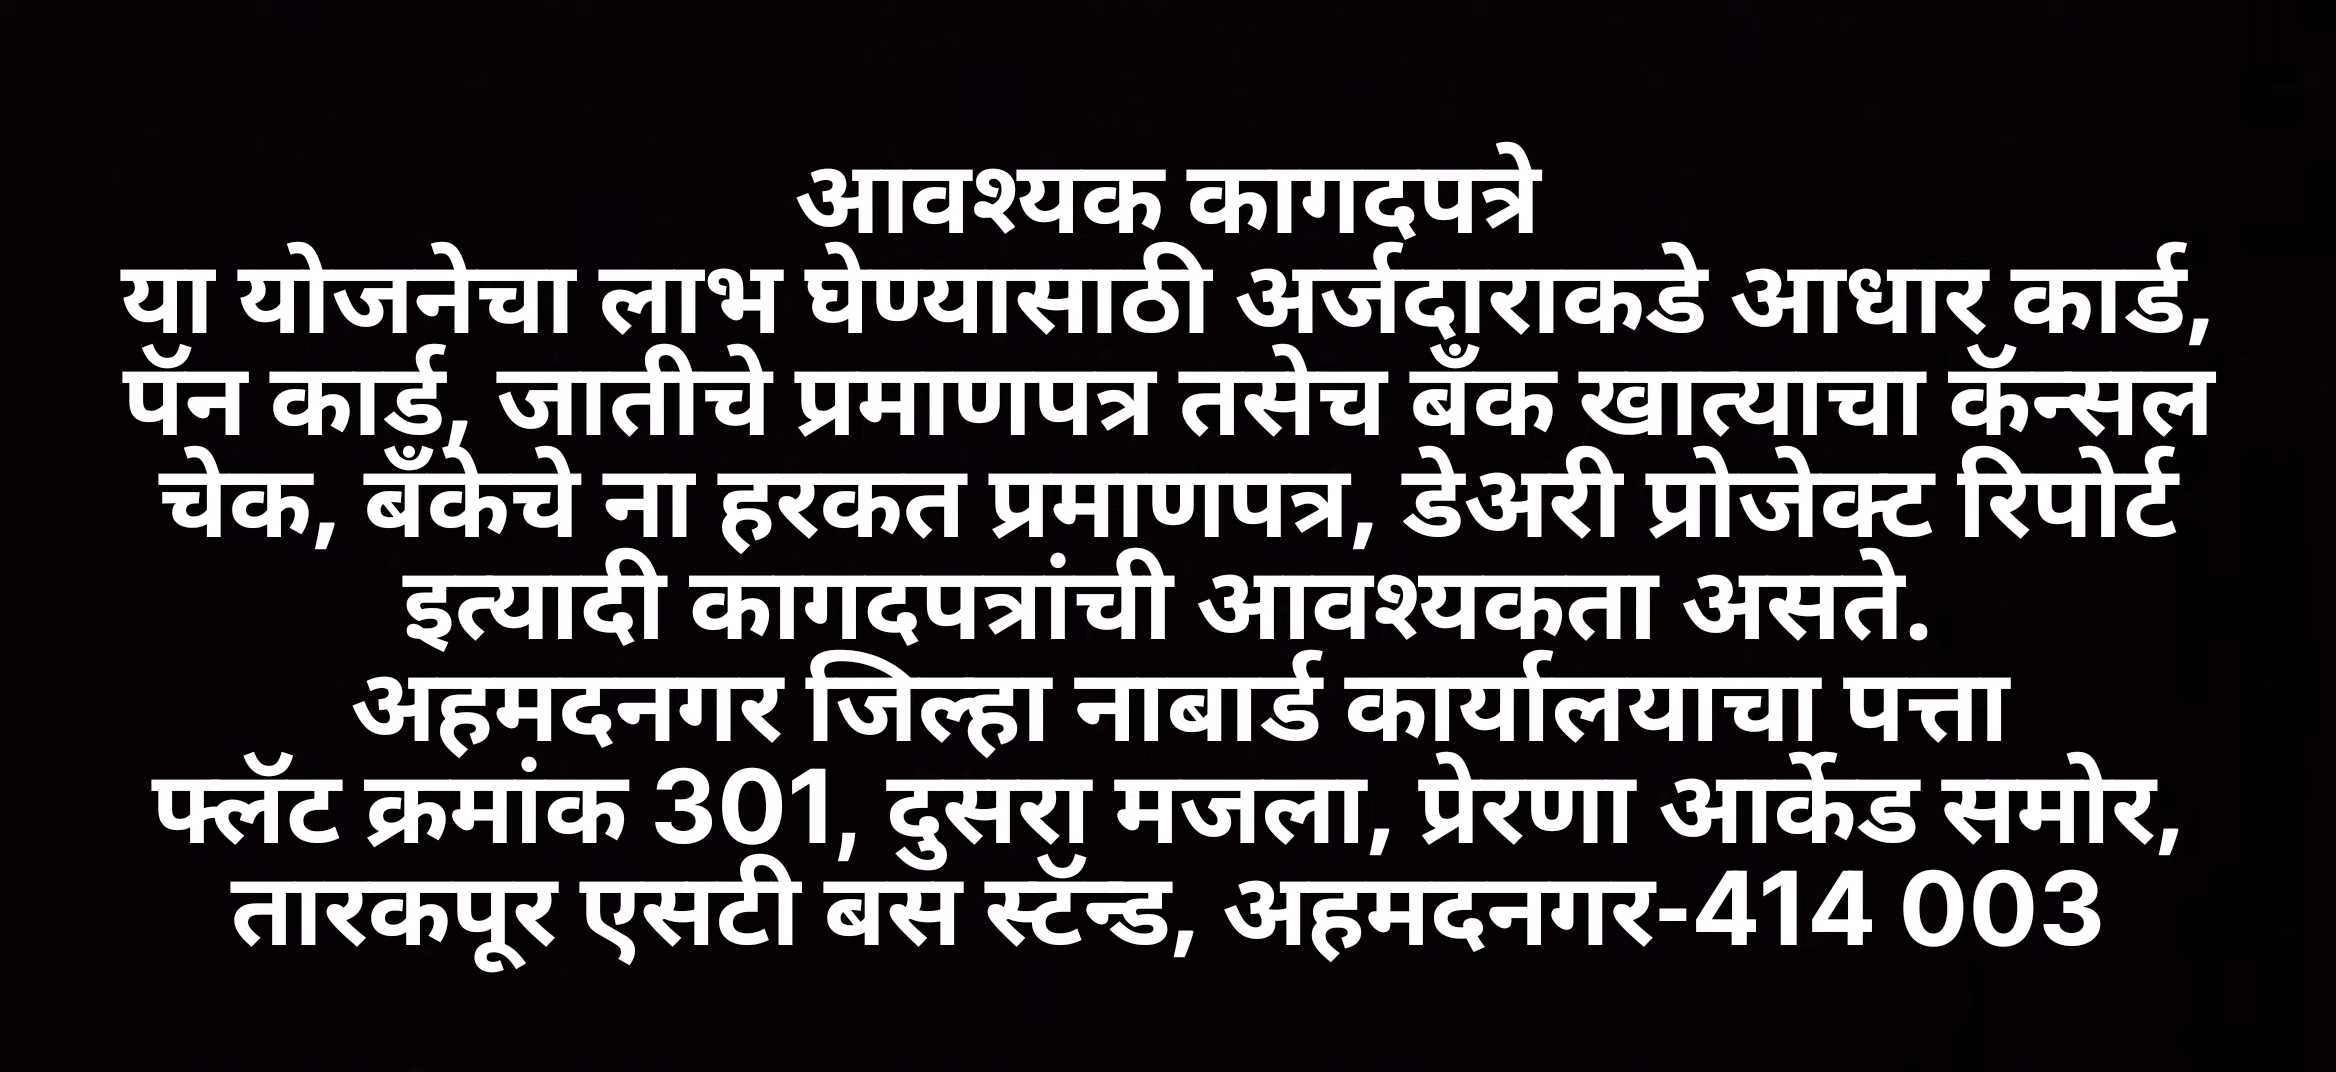 आवश्यक कागदपत्रे
या योजनेचा लाभ घेण्यासाठी अर्जदाराकडे आधार कार्ड,
पॅन कार्ड, जातीचे प्रमाणपत्र तसेच बँक खात्याचा कॅन्सल
चेक, बँकेचे ना हरकत प्रमाणपत्र, डेअरी प्रोजेक्ट रिपोर्ट
इत्यादी कागदपत्रांची आवश्यकता असते.
अहमदनगर जिल्हा नाबार्ड कार्यालयाचा पत्ता
फ्लॅट क्रमांक 301, दुसरा मजला, प्रेरणा आर्केड समोर,
तारकपूर एसटी बस स्टॅन्ड, अहमदनगर-414 003